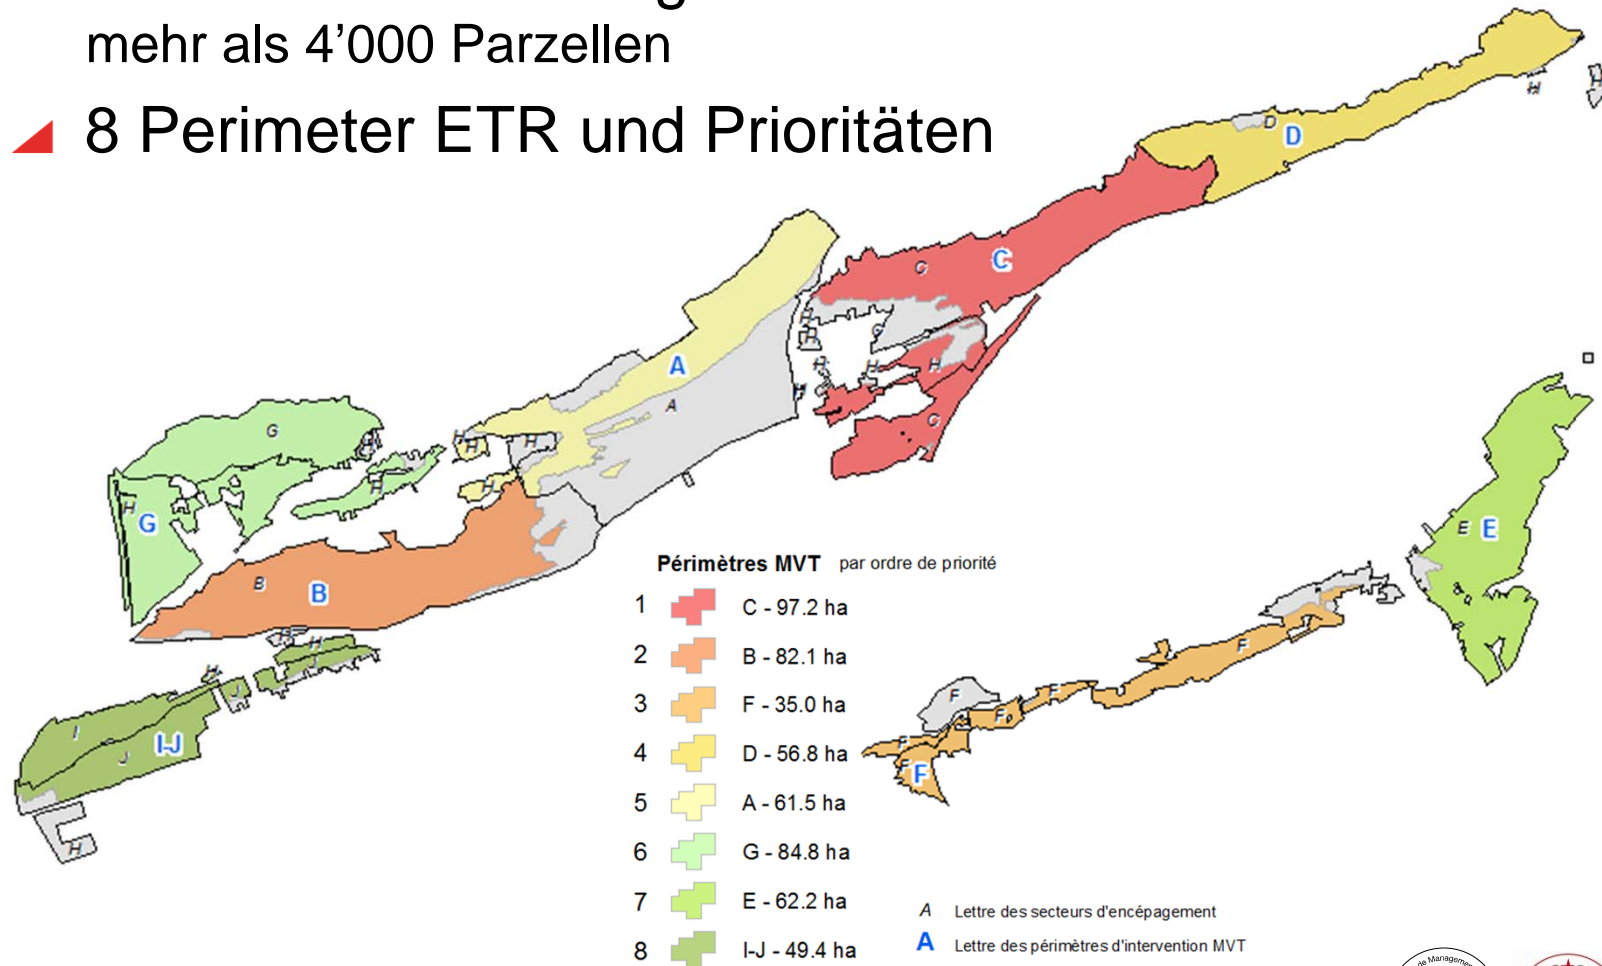 mehr als 4’000 Parzellen
8 Perimeter ETR und Prioritäten
H
H
D
D
C
C
H
H
G
H
H
H
H
C
G
A
A
G
H
H
H
H
H
H
G
B
B
H
H
H
J
I
J
I-J
H
E
E
F
F
F
F
F
F
F
Périmètres MVT par ordre de priorité
1 C - 97.2 ha
2 B - 82.1 ha
3 F - 35.0 ha
4 D - 56.8 ha
5 A - 61.5 ha
6 G - 84.8 ha
7 E - 62.2 ha
8 I-J - 49.4 ha
A Lettre des secteurs d'encépagement
A Lettre des périmètres d'intervention MVT
de Management